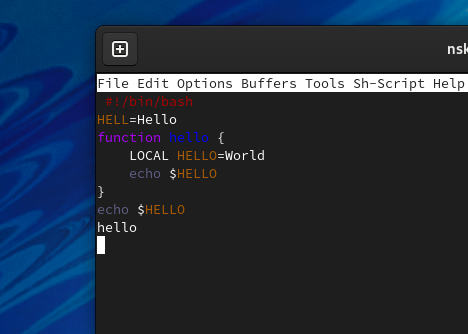 nsk
File Edit Options Buffers Tools Sh-Script Help
#!/bin/bash
HELL=Hello
function hello {
    LOCAL HELLO=World
    echo $HELLO
}
echo $HELLO
hello